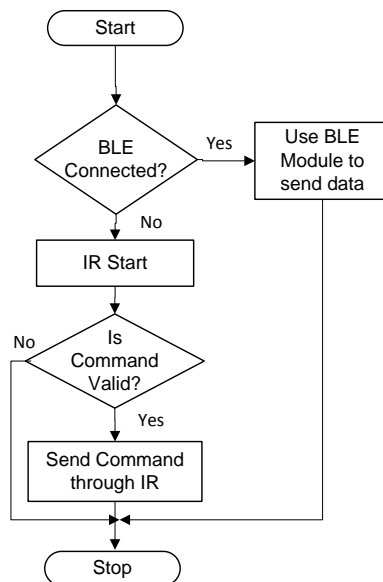 Start
BLE
Connected?
Yes
Use BLE
Module to
send data
No
IR Start
Is
Command
Valid?
No
Yes
Send Command
through IR
Stop